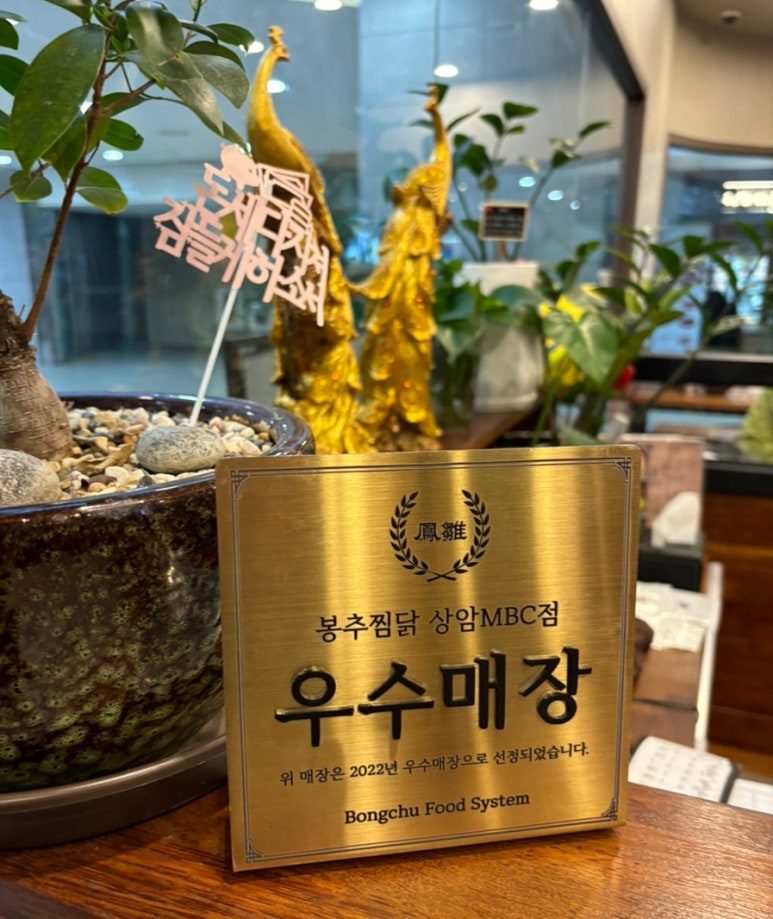 鳳雛
봉추찜닭 상암MBC점
우수매장
위 매장은 2022년 우수매장으로 선정되었습니다.
Bongchu Food System